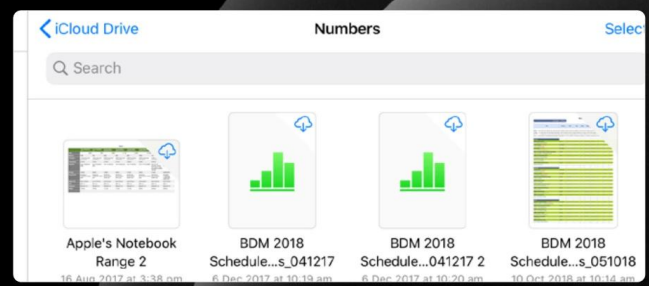 iCloud Drive
Numbers
Select
Search
Apple's Notebook
Range 2
16 Aug 2017 at 3:38 pm
BDM 2018
Schedule...s_041217
6 Dec 2017 at 10:19 am
BDM 2018
Schedule...041217 2
6 Dec 2017 at 10:20 am
BDM 2018
Schedule...s_051018
10 Oct 2018 at 10:14 am